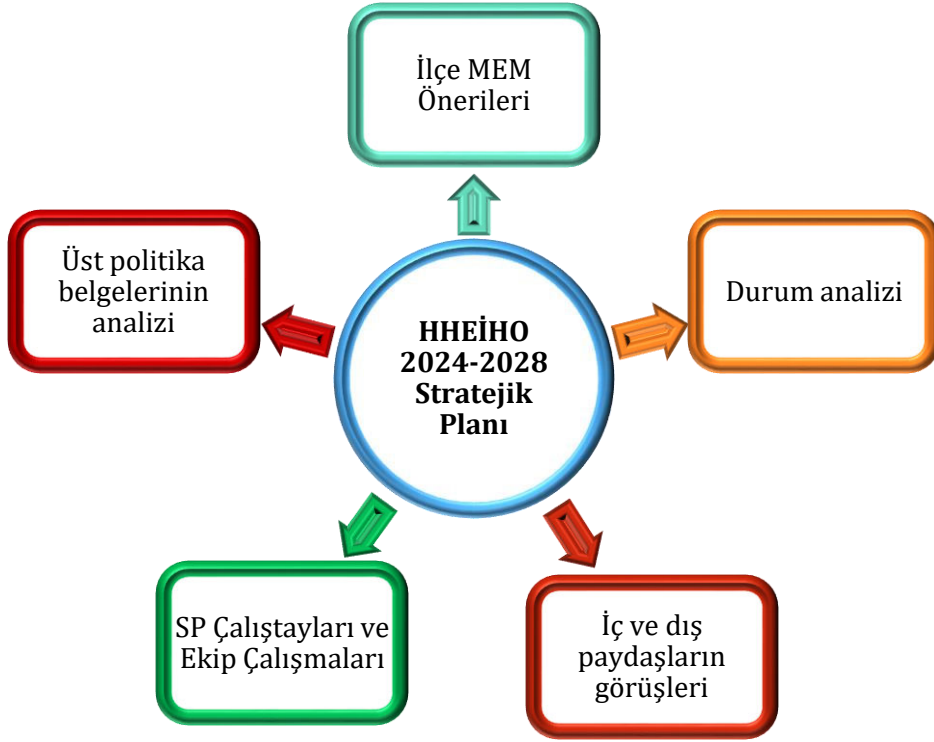 İlçe MEM
Önerileri
Üst politika
belgelerinin
analizi
Durum analizi
HHEİHO
2024-2028
Stratejik
Planı
SP Çalıştayları ve
Ekip Çalışmaları
İç ve dış
paydaşların
görüşleri